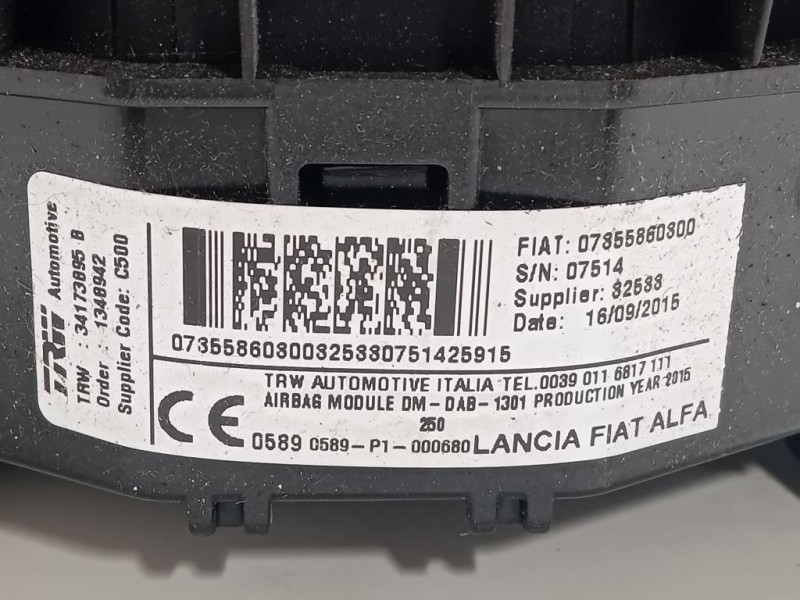 TRW Automotive
TRW : 34173895 B
Order : 1348942
Supplier Code: C500
FIAT: 07355860300
S/N: 07514
Supplier: 32533
Date: 16/09/2015
07355860300325330751425915
TRW AUTOMOTIVE ITALIA TEL.0039 011 6817 111
AIRBAG MODULE DM-DAB-1301 PRODUCTION YEAR 2015
250
CE 0589 0589-P1-000680 LANCIA FIAT ALFA